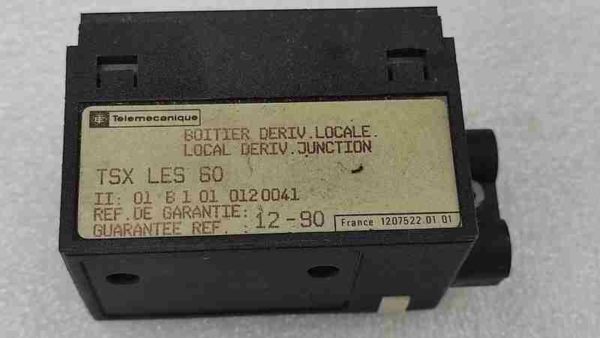 Telemecanique
BOITIER DERIV.LOCALE.
LOCAL DERIV.JUNCTION
TSX LES 60
II: 01 B 1 01 0120041
REF.DE GARANTIE:
GUARANTEE REF. : 12-90
France 1207522 01 01